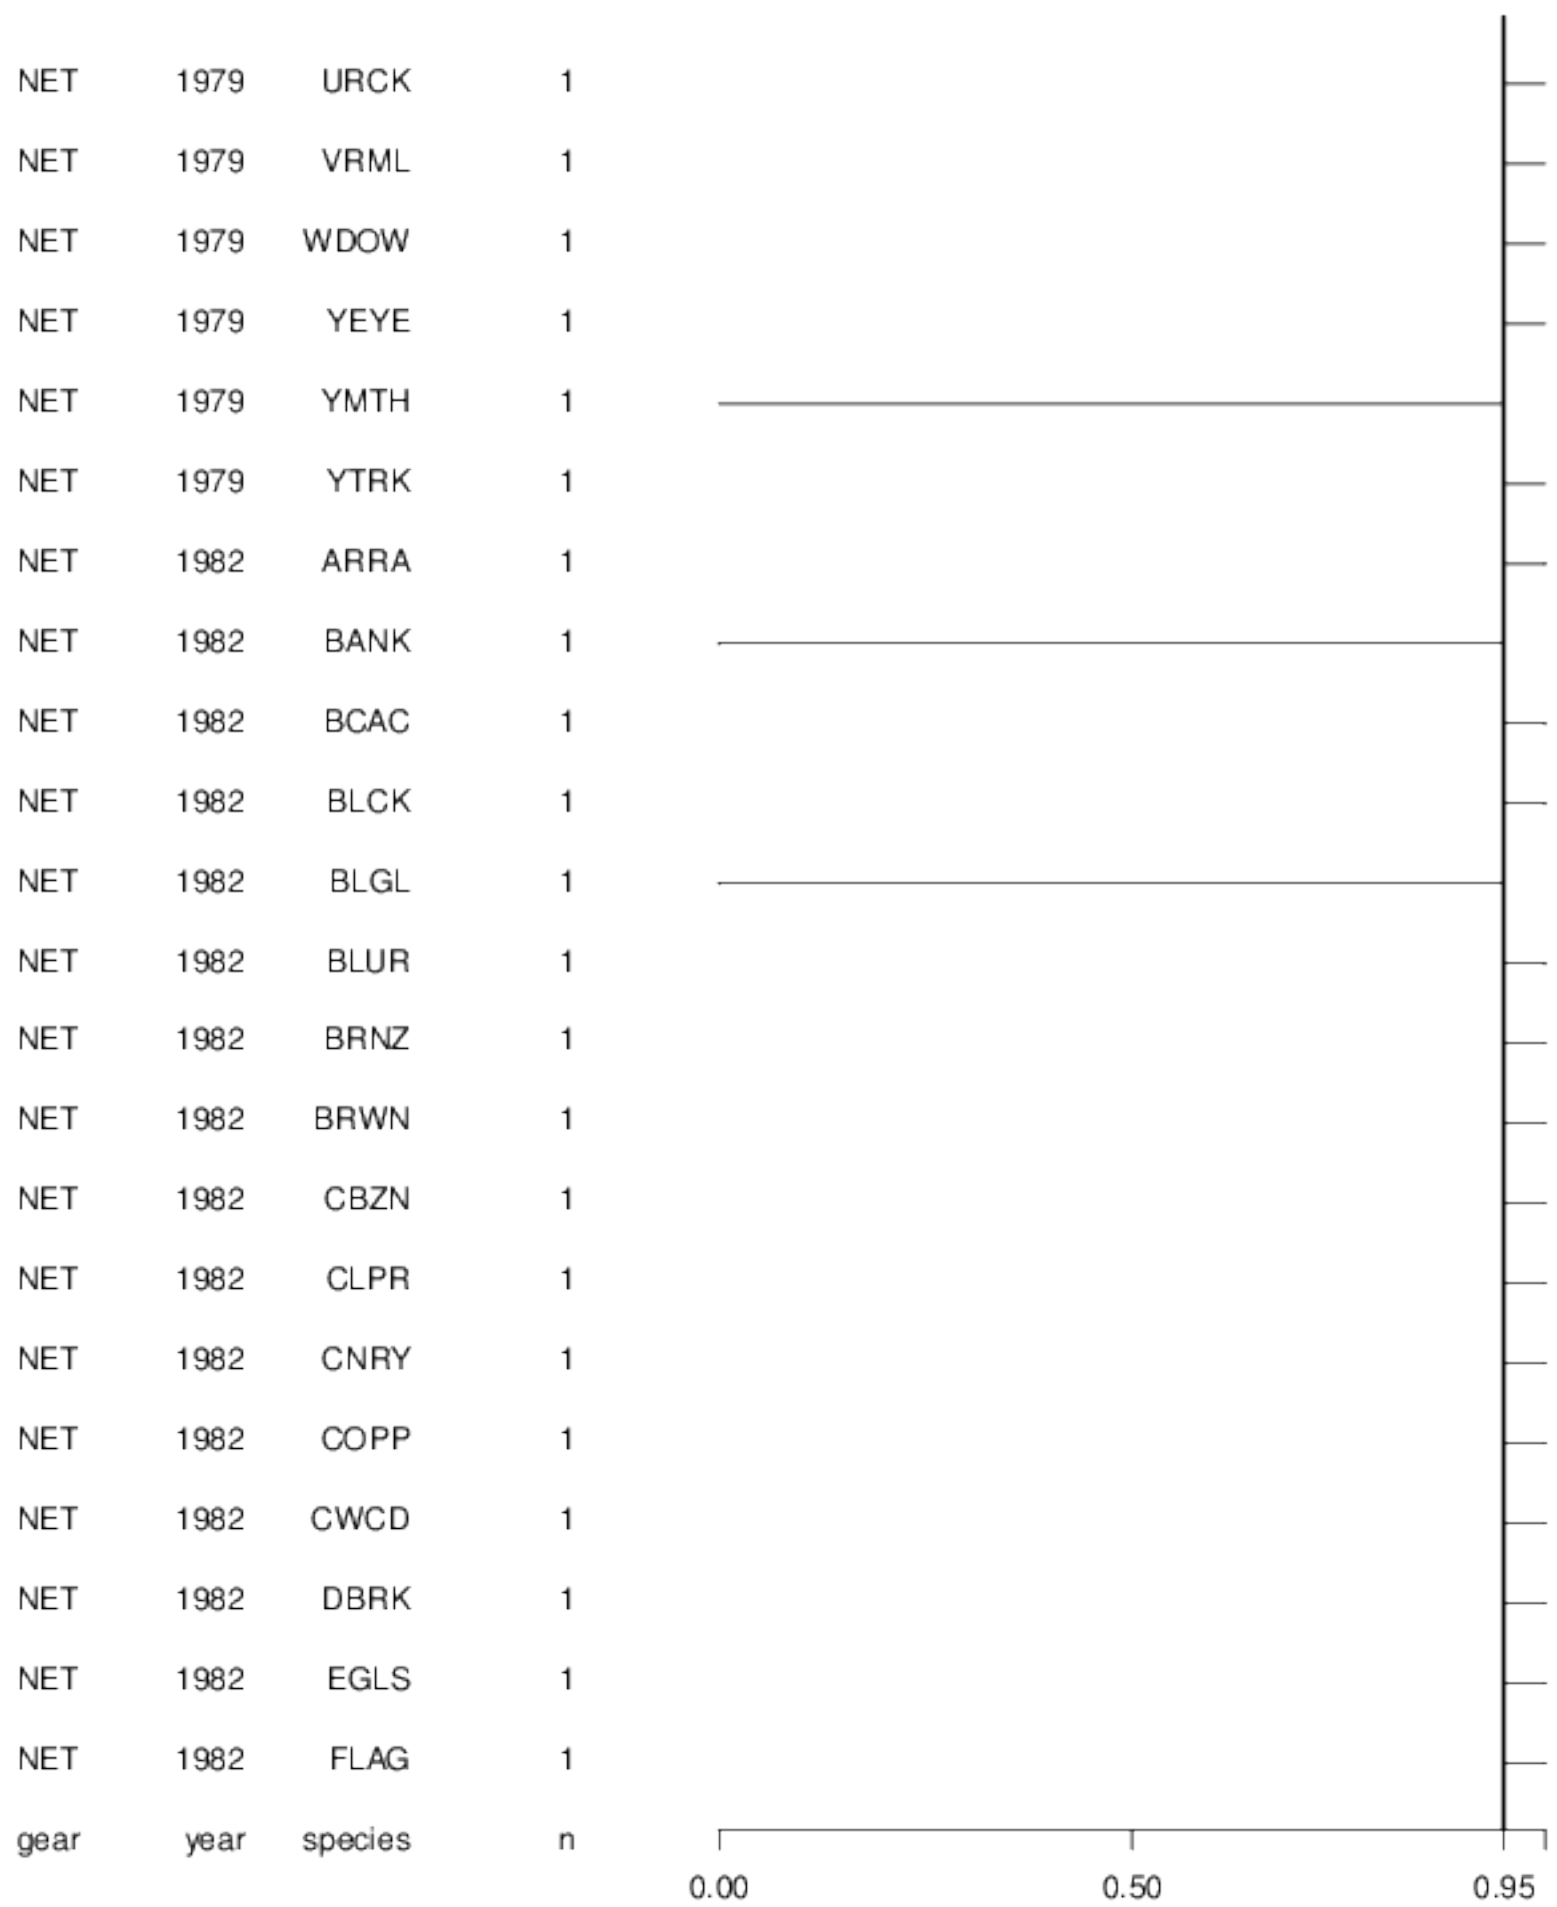 NET 1979 URCK 1
NET 1979 VRML 1
NET 1979 WDOW 1
NET 1979 YEYE 1
NET 1979 YMTH 1
NET 1979 YTRK 1
NET 1982 ARRA 1
NET 1982 BANK 1
NET 1982 BCAC 1
NET 1982 BLCK 1
NET 1982 BLGL 1
NET 1982 BLUR 1
NET 1982 BRNZ 1
NET 1982 BRWN 1
NET 1982 CBZN 1
NET 1982 CLPR 1
NET 1982 CNRY 1
NET 1982 COPP 1
NET 1982 CWCD 1
NET 1982 DBRK 1
NET 1982 EGLS 1
NET 1982 FLAG 1
gear year species n
0.00 0.50 0.95